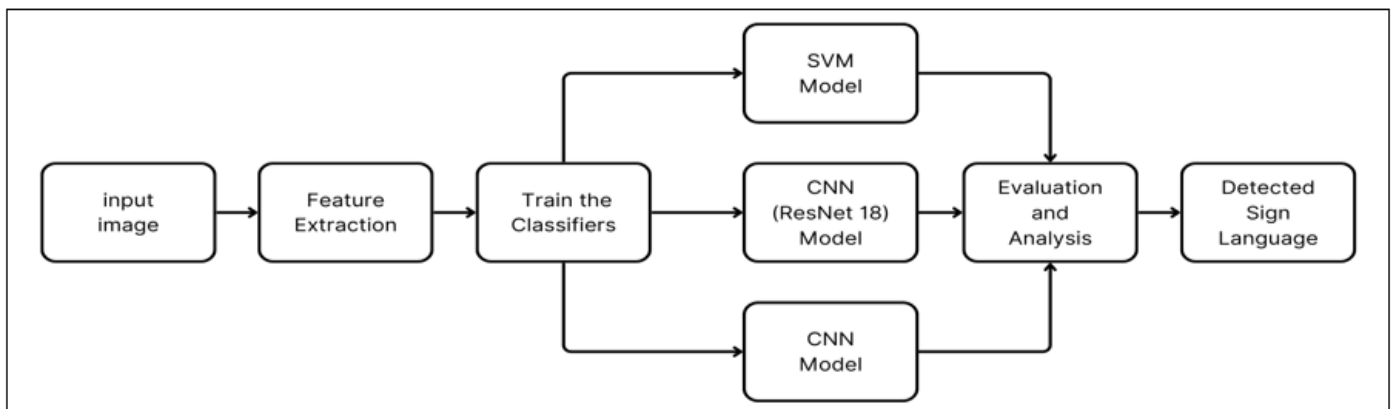 input
image
Feature
Extraction
Train the
Classifiers
SVM
Model
CNN
(ResNet 18)
Model
CNN
Model
Evaluation
and
Analysis
Detected
Sign
Language